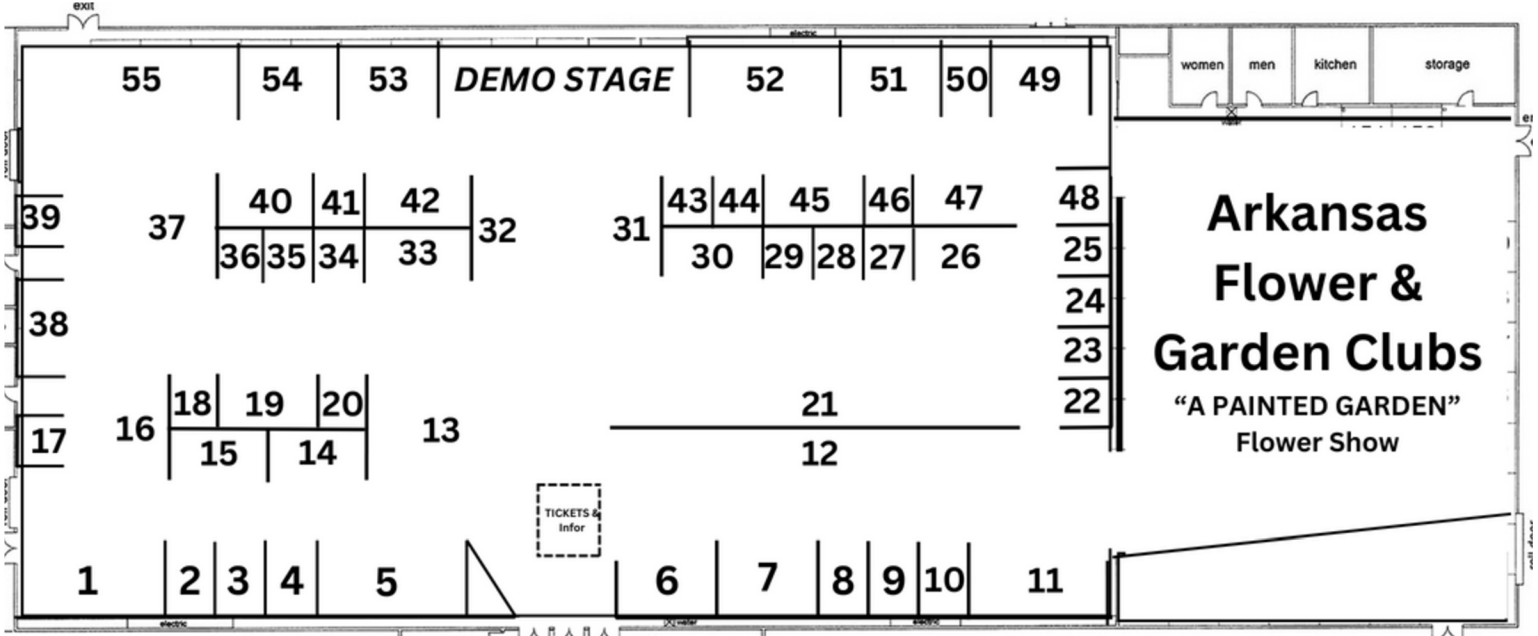 exit
electric
55 54 53 DEMO STAGE 52 51 50 49
women men kitchen storage
water
40 41 42 43 44 45 46 47 48
39 37 32 31
36 35 34 33 30 29 28 27 26 25
24
38 23
18 19 20 21 22
16 13
17 15 14 12
Arkansas
Flower &
Garden Clubs
“A PAINTED GARDEN”
Flower Show
TICKETS &
Infor
1 2 3 4 5 6 7 8 9 10 11
electric water electric
roll door